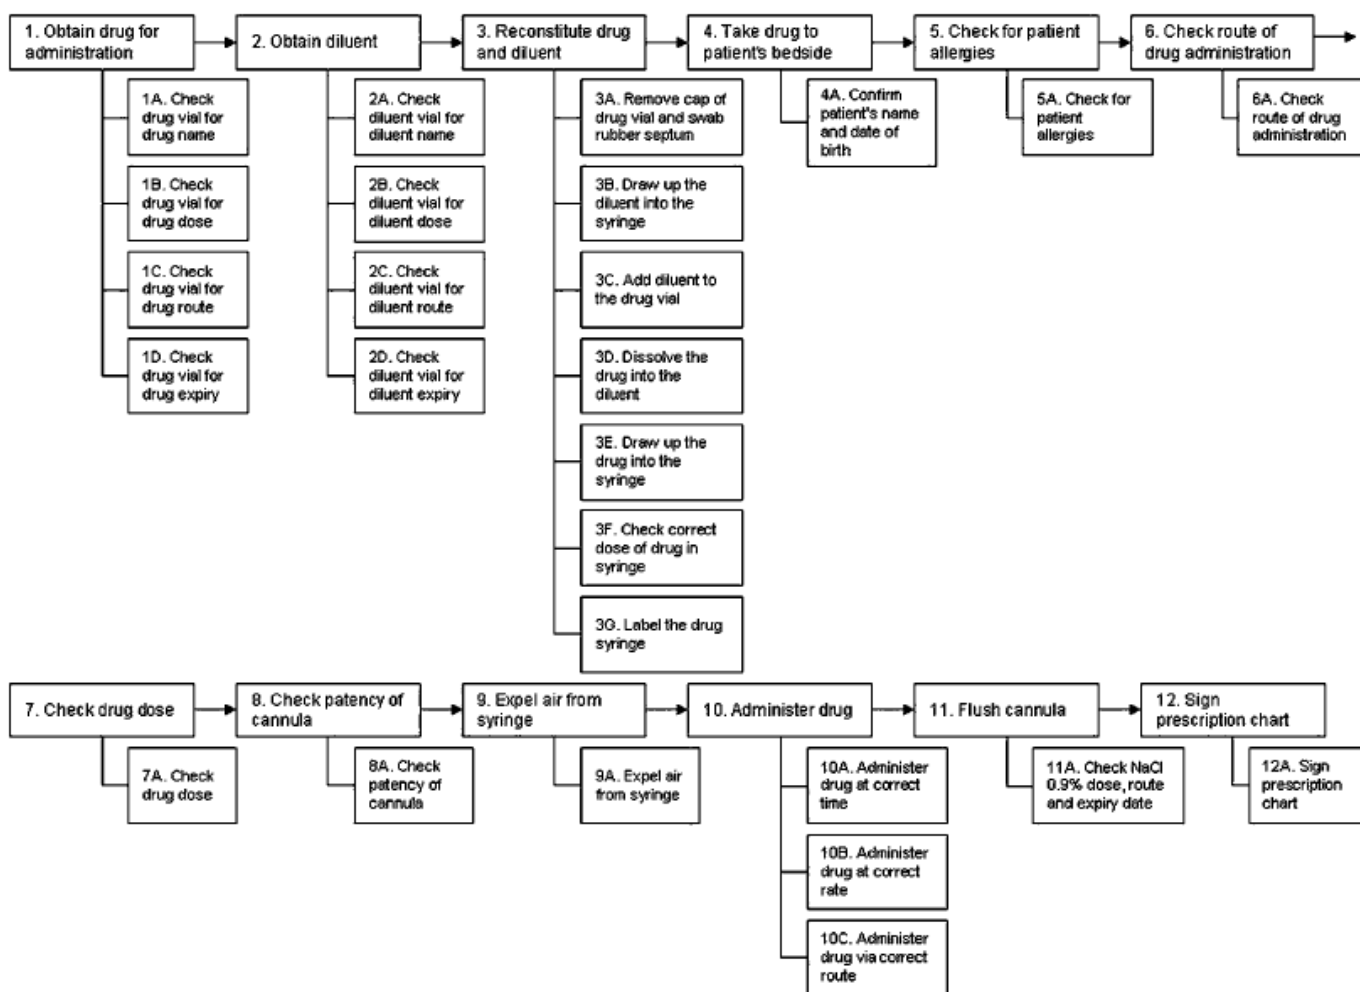 1. Obtain drug for
administration
2. Obtain diluent
3. Reconstitute drug
and diluent
4. Take drug to
patient's bedside
5. Check for patient
allergies
6. Check route of
drug administration
1A. Check
drug vial for
drug name
1B. Check
drug vial for
drug dose
1C. Check
drug vial for
drug route
1D. Check
drug vial for
drug expiry
2A. Check
diluent vial for
diluent name
2B. Check
diluent vial for
diluent dose
2C. Check
diluent vial for
diluent route
2D. Check
diluent vial for
diluent expiry
3A. Remove cap of
drug vial and swab
rubber septum
3B. Draw up the
diluent into the
syringe
3C. Add diluent to
the drug vial
3D. Dissolve the
drug into the
diluent
3E. Draw up the
drug into the
syringe
3F. Check correct
dose of drug in
syringe
3G. Label the drug
syringe
4A. Confirm
patient's name
and date of
birth
5A. Check for
patient
allergies
6A. Check
route of drug
administration
7. Check drug dose
8. Check patency of
cannula
9. Expel air from
syringe
10. Administer drug
11. Flush cannula
12. Sign
prescription chart
7A. Check
drug dose
8A. Check
patency of
cannula
9A. Expel air
from syringe
10A. Administer
drug at correct
time
10B. Administer
drug at correct
rate
10C. Administer
drug via correct
route
11A. Check NaCl
0.9% dose, route
and expiry date
12A. Sign
prescription
chart